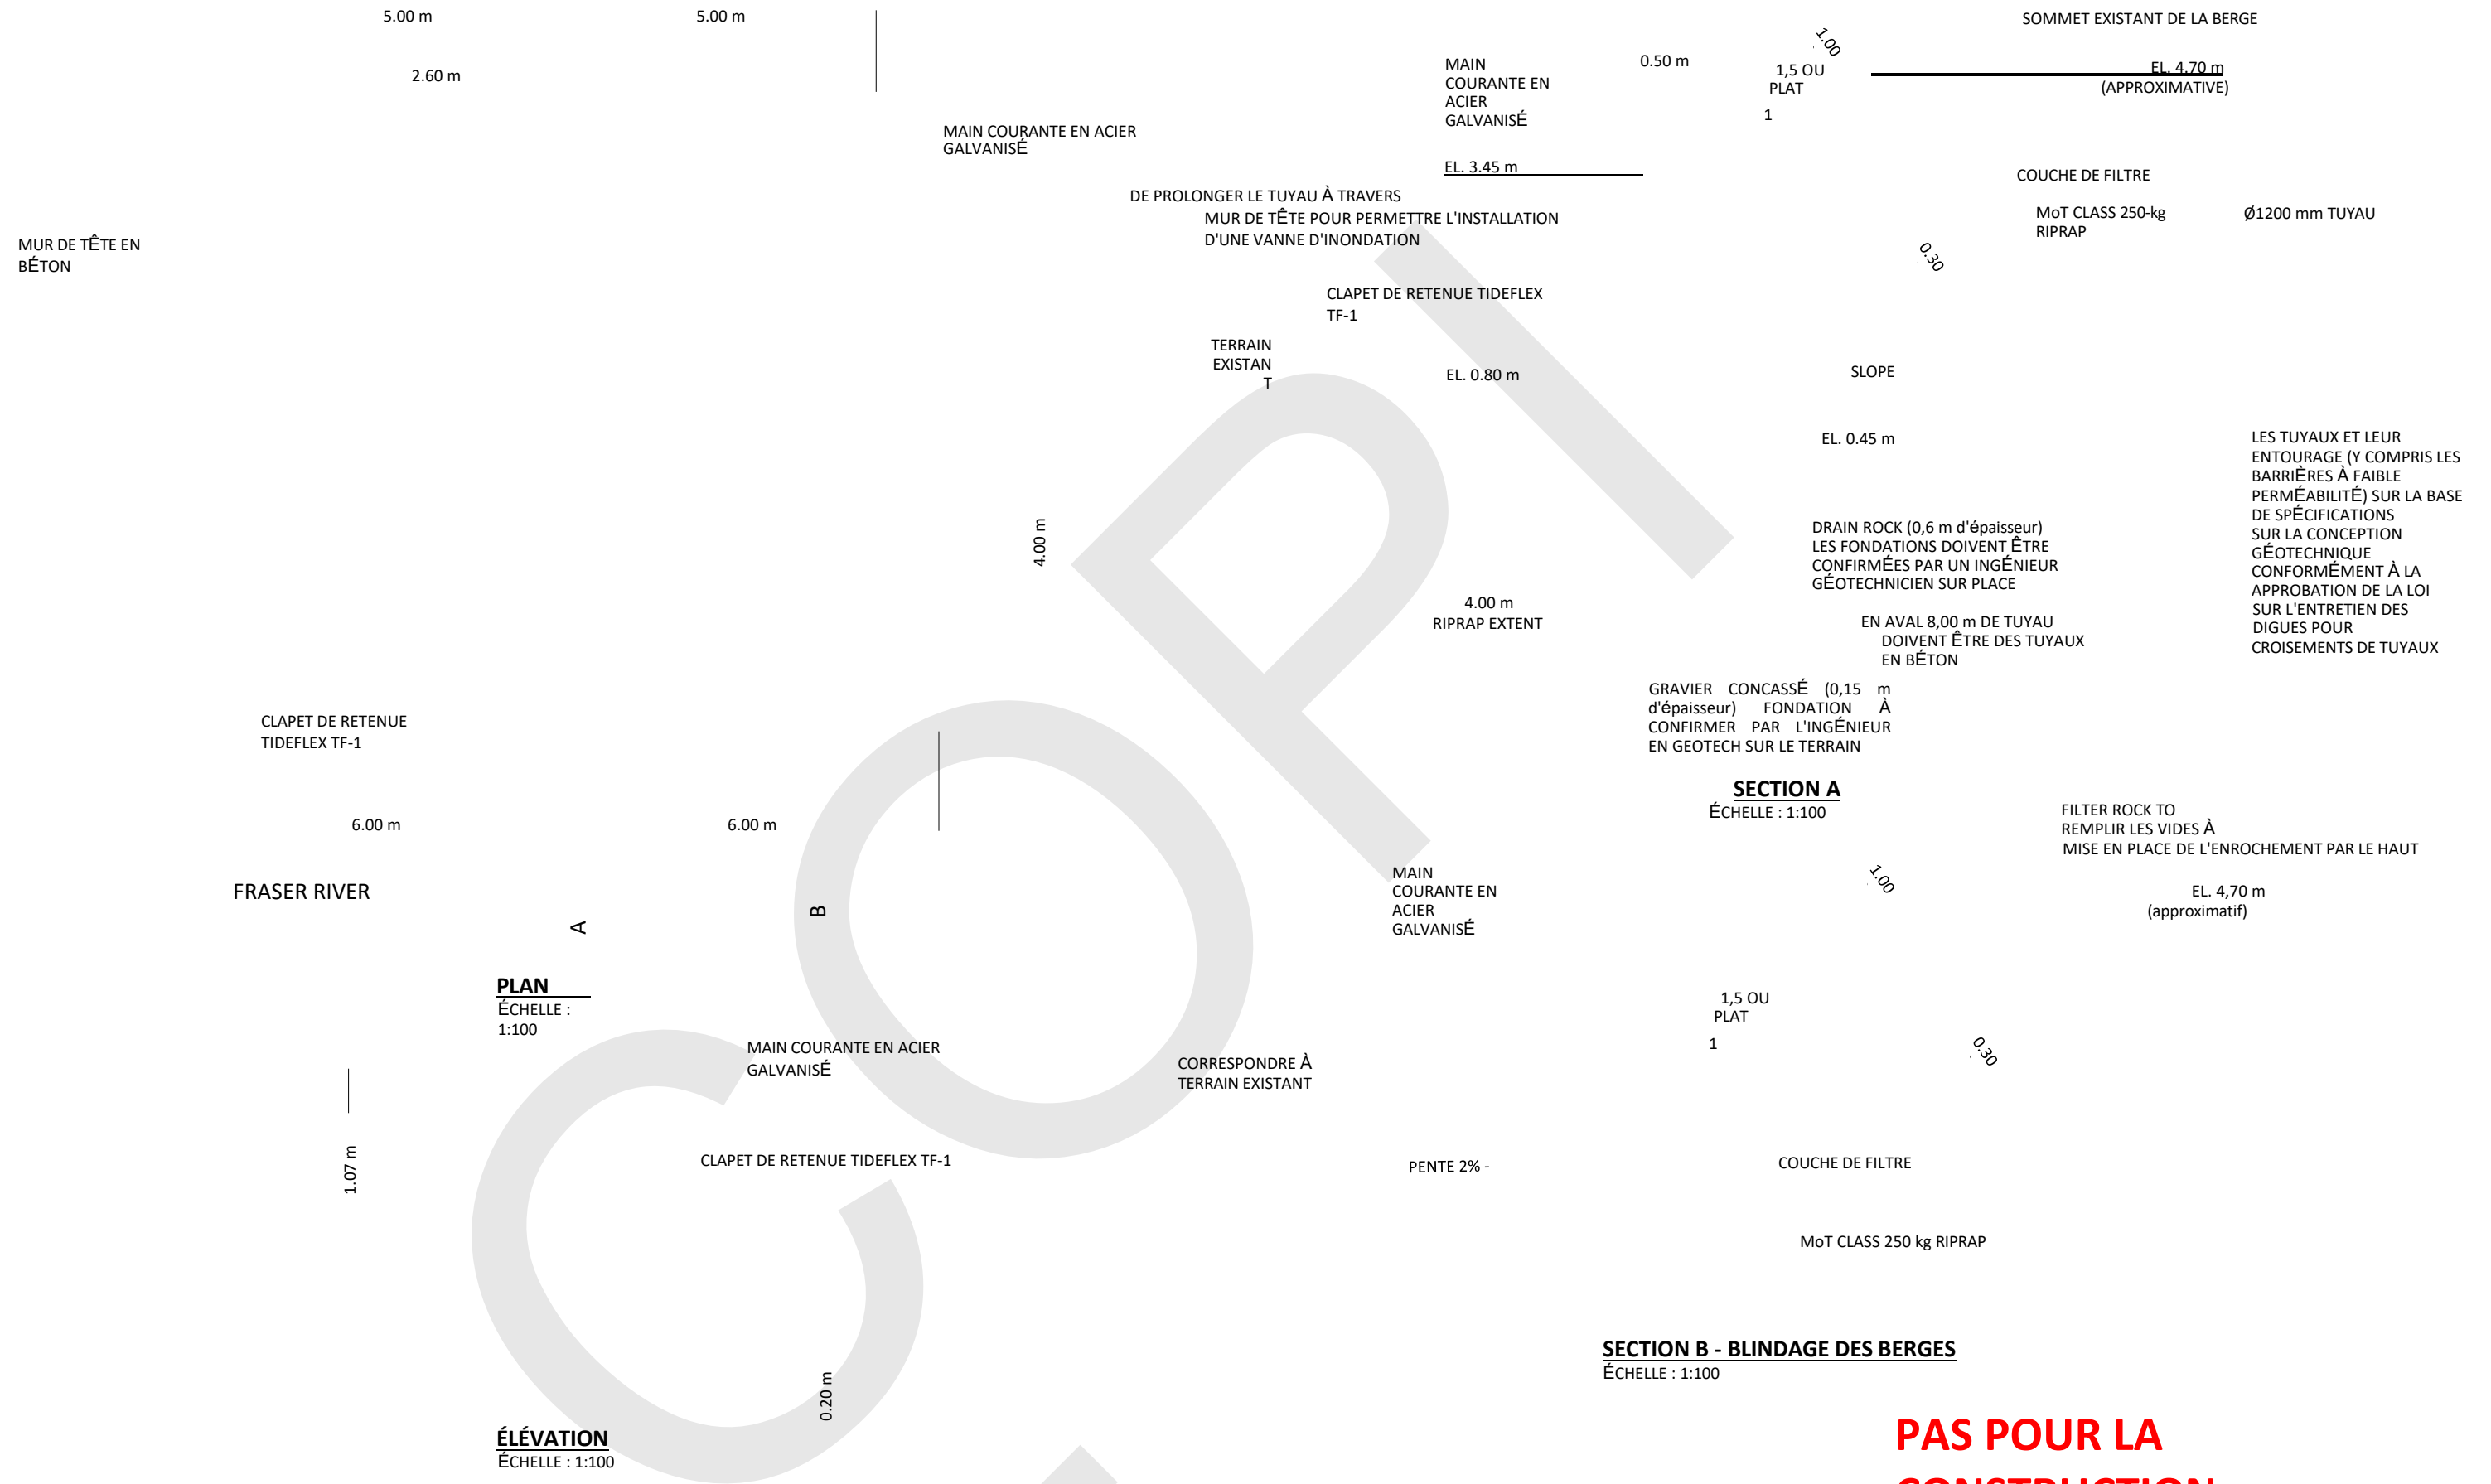 5.00 m
5.00 m
2.60 m
MAIN COURANTE EN ACIER
GALVANISÉ
MUR DE TÊTE EN
BÉTON
DE PROLONGER LE TUYAU À TRAVERS
MUR DE TÊTE POUR PERMETTRE L'INSTALLATION
D'UNE VANNE D'INONDATION
CLAPET DE RETENUE TIDEFLEX
TF-1
TERRAIN
EXISTAN
T
4.00 m
CLAPET DE RETENUE
TIDEFLEX TF-1
6.00 m
6.00 m
FRASER RIVER
A
B
PLAN
ÉCHELLE :
1:100
MAIN
COURANTE EN
ACIER
GALVANISÉ
0.50 m
1.00
1,5 OU
PLAT
1
SOMMET EXISTANT DE LA BERGE
EL. 4.70 m
(APPROXIMATIVE)
EL. 3.45 m
COUCHE DE FILTRE
MoT CLASS 250-kg
RIPRAP
Ø1200 mm TUYAU
0.30
EL. 0.80 m
SLOPE
EL. 0.45 m
LES TUYAUX ET LEUR
ENTOURAGE (Y COMPRIS LES
BARRIÈRES À FAIBLE
PERMÉABILITÉ) SUR LA BASE
DE SPÉCIFICATIONS
SUR LA CONCEPTION
GÉOTECHNIQUE
CONFORMÉMENT À LA
APPROBATION DE LA LOI
SUR L'ENTRETIEN DES
DIGUES POUR
CROISEMENTS DE TUYAUX
DRAIN ROCK (0,6 m d'épaisseur)
LES FONDATIONS DOIVENT ÊTRE
CONFIRMÉES PAR UN INGÉNIEUR
GÉOTECHNICIEN SUR PLACE
4.00 m
RIPRAP EXTENT
EN AVAL 8,00 m DE TUYAU
DOIVENT ÊTRE DES TUYAUX
EN BÉTON
GRAVIER CONCASSÉ (0,15 m
d'épaisseur) FONDATION À
CONFIRMER PAR L'INGÉNIEUR
EN GEOTECH SUR LE TERRAIN
SECTION A
ÉCHELLE : 1:100
FILTER ROCK TO
REMPLIR LES VIDES À
MISE EN PLACE DE L'ENROCHEMENT PAR LE HAUT
MAIN
COURANTE EN
ACIER
GALVANISÉ
1.00
EL. 4,70 m
(approximatif)
1,5 OU
PLAT
1
0.30
MAIN COURANTE EN ACIER
GALVANISÉ
CORRESPONDRE À
TERRAIN EXISTANT
1.07 m
CLAPET DE RETENUE TIDEFLEX TF-1
PENTE 2% -
COUCHE DE FILTRE
MoT CLASS 250 kg RIPRAP
SECTION B - BLINDAGE DES BERGES
ÉCHELLE : 1:100
0.20 m
ÉLÉVATION
ÉCHELLE : 1:100
PAS POUR LA
CONSTRUCTION
COPI